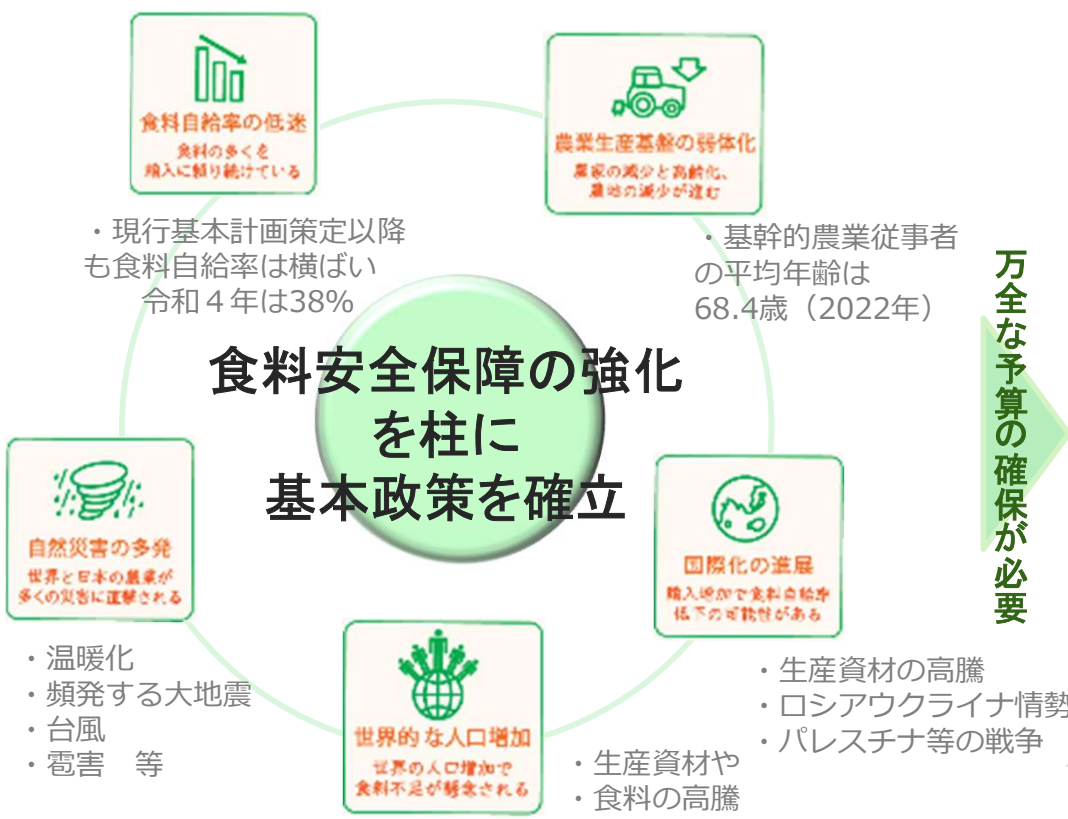 食料自給率の低迷
食料の多くを
輸入に頼り続けている
・現行基本計画策定以降
も食料自給率は横ばい
令和４年は38%
農業生産基盤の弱体化
農家の減少と高齢化、
農地の減少が進む
・基幹的農業従事者
の平均年齢は
68.4歳（2022年）
食料安全保障の強化
を柱に
基本政策を確立
万全な予算の確保が必要
自然災害の多発
世界と日本の農業が
多くの災害に直撃される
・温暖化
・頻発する大地震
・台風
・雹害　等
世界的な人口増加
世界の人口増加で
食料不足が懸念される
・生産資材や
・食料の高騰
国際化の進展
輸入増加で食料自給率
低下の可能性がある
・生産資材の高騰
・ロシアウクライナ情勢
・パレスチナ等の戦争